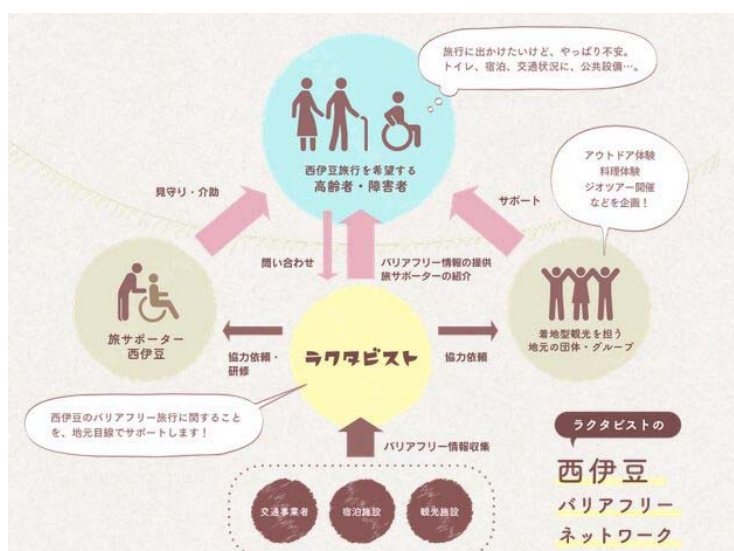 旅行に出かけたいけど、やっぱり不安。
トイレ、宿泊、交通状況に、公共設備…。
西伊豆旅行を希望する
高齢者・障害者
アウトドア体験
料理体験
ジオツアー開催
などを企画！
見守り・介助
サポート
問い合わせ
バリアフリー情報の提供
旅サポーターの紹介
旅サポーター
西伊豆
ラクタビスト
着地型観光を担う
地元の団体・グループ
協力依頼・
研修
協力依頼
西伊豆のバリアフリー旅行に関すること
を、地元目線でサポートします！
バリアフリー情報収集
交通事業者
宿泊施設
観光施設
ラクタビストの
西伊豆
バリアフリー
ネットワーク